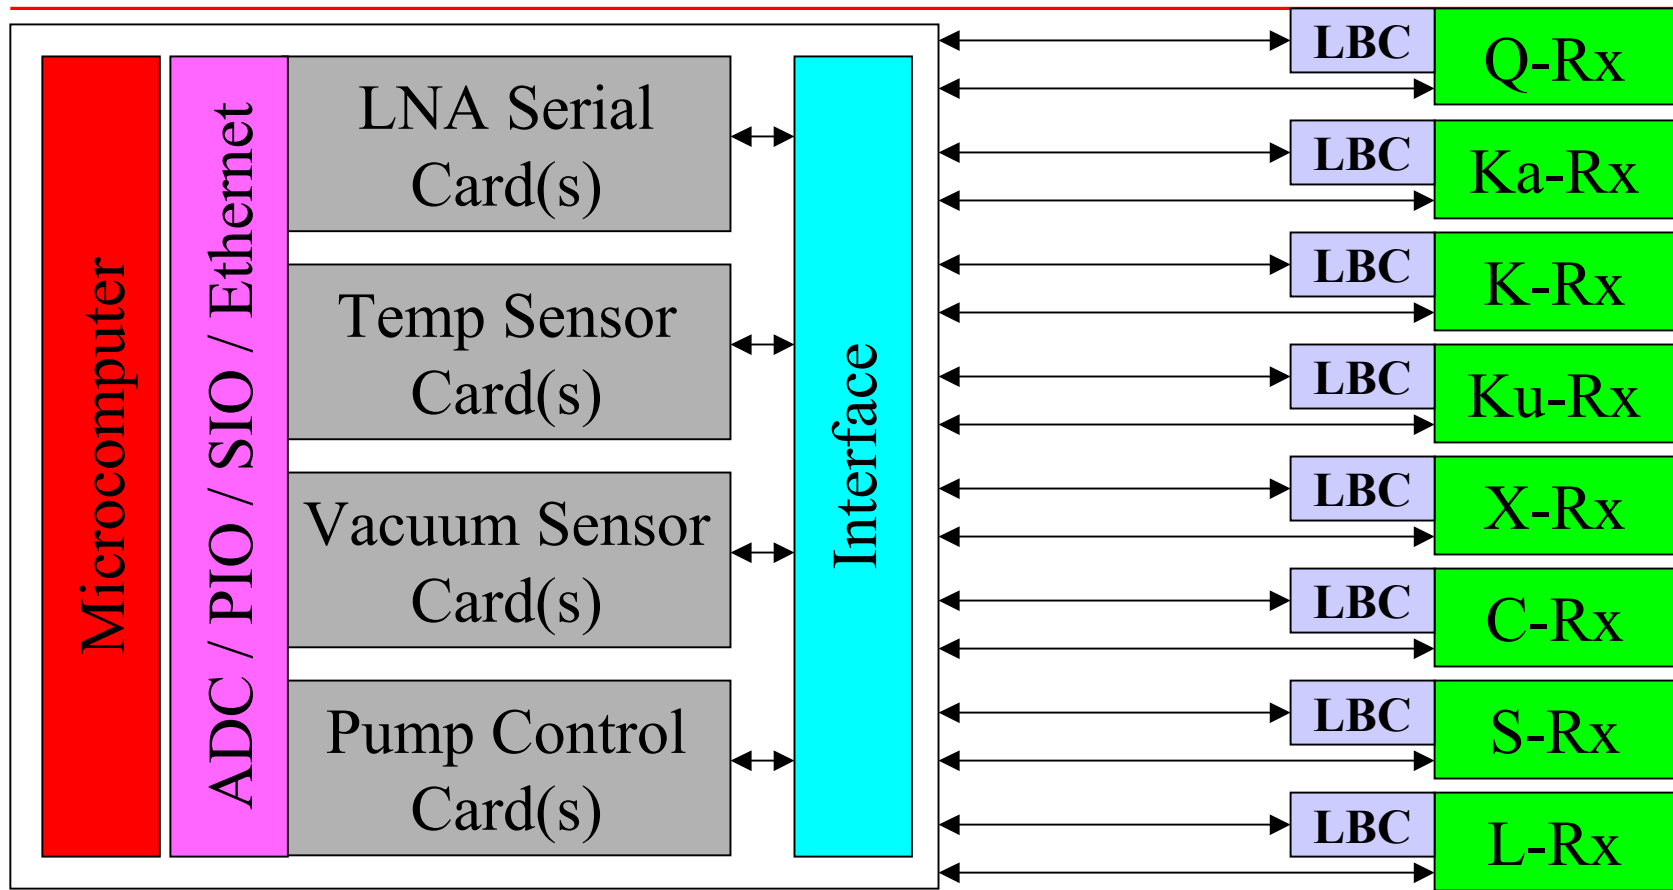 Microcomputer
ADC / PIO / SIO / Ethernet
LNA Serial
Card(s)
Temp Sensor
Card(s)
Vacuum Sensor
Card(s)
Pump Control
Card(s)
Interface
LBC
Q-Rx
LBC
Ka-Rx
LBC
K-Rx
LBC
Ku-Rx
LBC
X-Rx
LBC
C-Rx
LBC
S-Rx
LBC
L-Rx